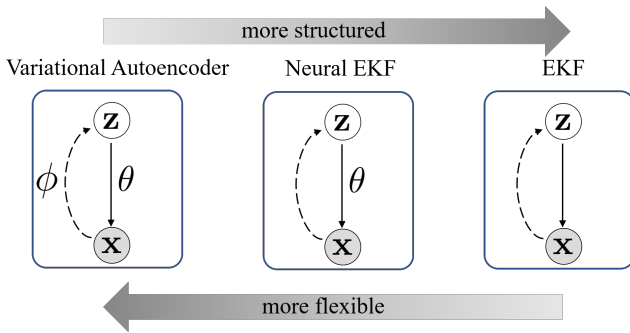 more structured
Variational Autoencoder Neural EKF EKF
z z z
ϕ θ θ
x x x
more flexible